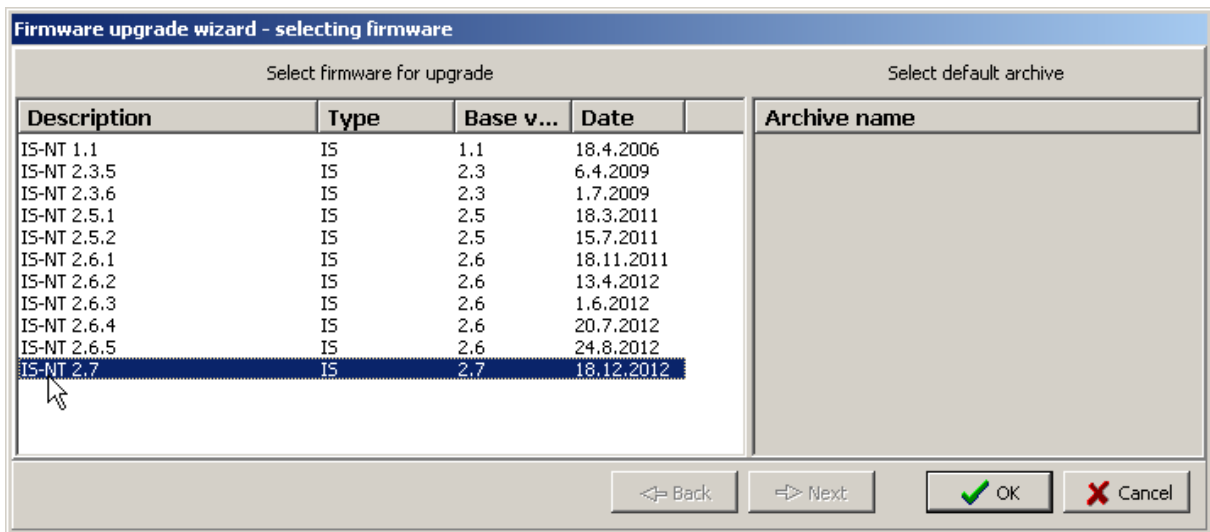 Firmware upgrade wizard - selecting firmware
Select firmware for upgrade
Select default archive
Description Type Base v... Date
Archive name
IS-NT 1.1 IS 1.1 18.4.2006
IS-NT 2.3.5 IS 2.3 6.4.2009
IS-NT 2.3.6 IS 2.3 1.7.2009
IS-NT 2.5.1 IS 2.5 18.3.2011
IS-NT 2.5.2 IS 2.5 15.7.2011
IS-NT 2.6.1 IS 2.6 18.11.2011
IS-NT 2.6.2 IS 2.6 13.4.2012
IS-NT 2.6.3 IS 2.6 1.6.2012
IS-NT 2.6.4 IS 2.6 20.7.2012
IS-NT 2.6.5 IS 2.6 24.8.2012
IS-NT 2.7 IS 2.7 18.12.2012
Back Next OK Cancel